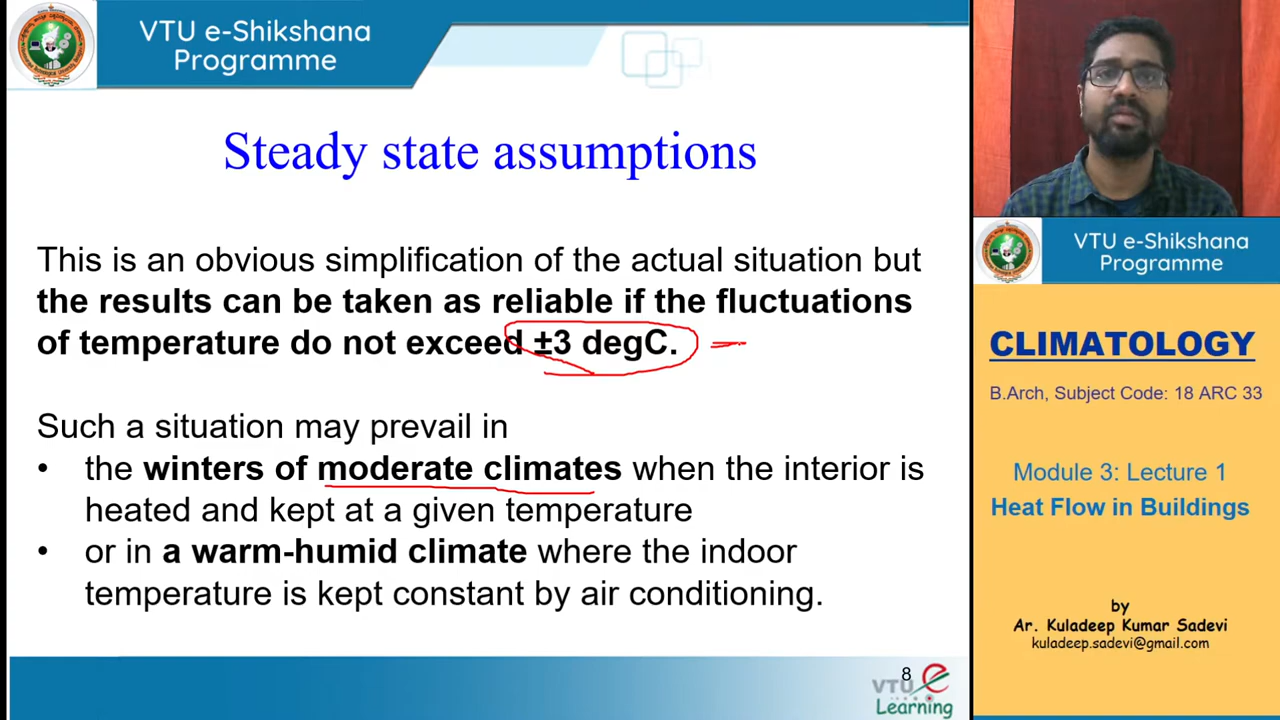 VTU e-Shikshana
Programme
Steady state assumptions
This is an obvious simplification of the actual situation but
the results can be taken as reliable if the fluctuations
of temperature do not exceed ±3 degC.
Such a situation may prevail in
• the winters of moderate climates when the interior is
heated and kept at a given temperature
• or in a warm-humid climate where the indoor
temperature is kept constant by air conditioning.
8
VTU e
Learning
VTU e-Shikshana
Programme
CLIMATOLOGY
B.Arch, Subject Code: 18 ARC 33
Module 3: Lecture 1
Heat Flow in Buildings
by
Ar. Kuladeep Kumar Sadevi
kuladeep.sadevi@gmail.com